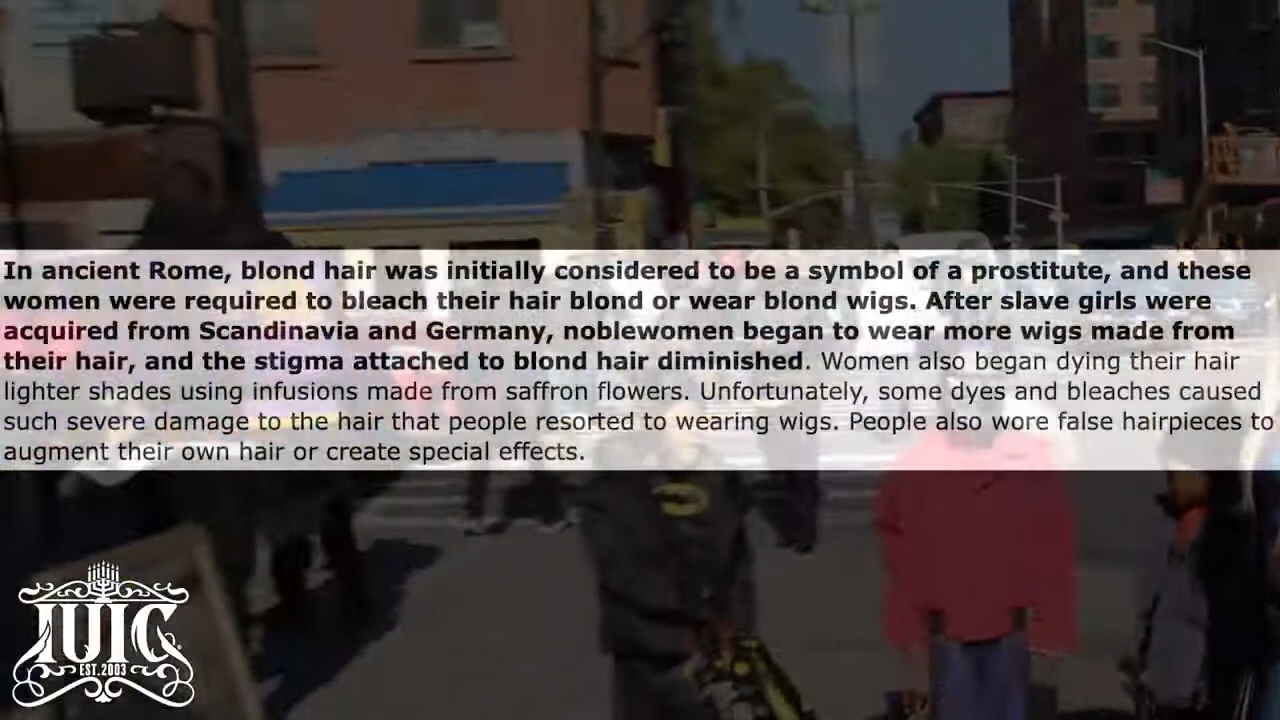 In ancient Rome, blond hair was initially considered to be a symbol of a prostitute, and these
women were required to bleach their hair blond or wear blond wigs. After slave girls were
acquired from Scandinavia and Germany, noblewomen began to wear more wigs made from
their hair, and the stigma attached to blond hair diminished. Women also began dying their hair
lighter shades using infusions made from saffron flowers. Unfortunately, some dyes and bleaches caused
such severe damage to the hair that people resorted to wearing wigs. People also wore false hairpieces to
augment their own hair or create special effects.
IUIC
EST.2003